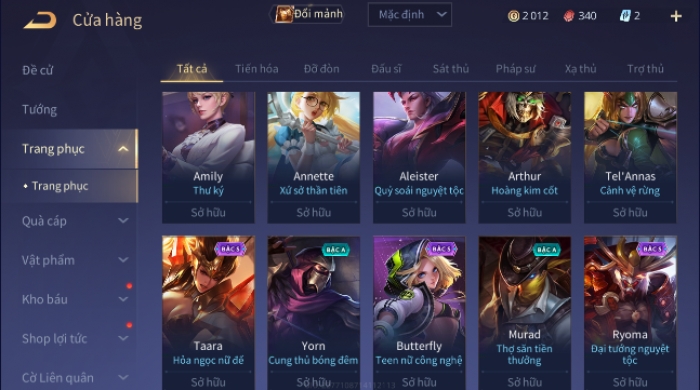 Cửa hàng
Đổi mảnh
Mặc định
2 012
340
2
+
Đề cử
Tướng
Trang phục
• Trang phục
Quà cáp
Vật phẩm
Kho báu
Shop lợi tức
Cờ Liên quân
Tất cả Tiến hóa Đỡ đòn Đấu sĩ Sát thủ Pháp sư Xạ thủ Trợ thủ
Amily
Thư ký
Sở hữu
Annette
Xứ sở thần tiên
Sở hữu
Aleister
Quỷ soái nguyệt tộc
Sở hữu
Arthur
Hoàng kim cốt
Sở hữu
Tel'Annas
Cảnh vệ rừng
Sở hữu
BẬC S
Taara
Hỏa ngọc nữ đế
Sở hữu
BẬC A
Yorn
Cung thủ bóng đêm
Sở hữu
BẬC S
Butterfly
Teen nữ công nghệ
Sở hữu
BẬC A
Murad
Thợ săn tiền
thưởng
Sở hữu
BẬC S
Ryoma
Đại tướng nguyệt
tộc
Sở hữu